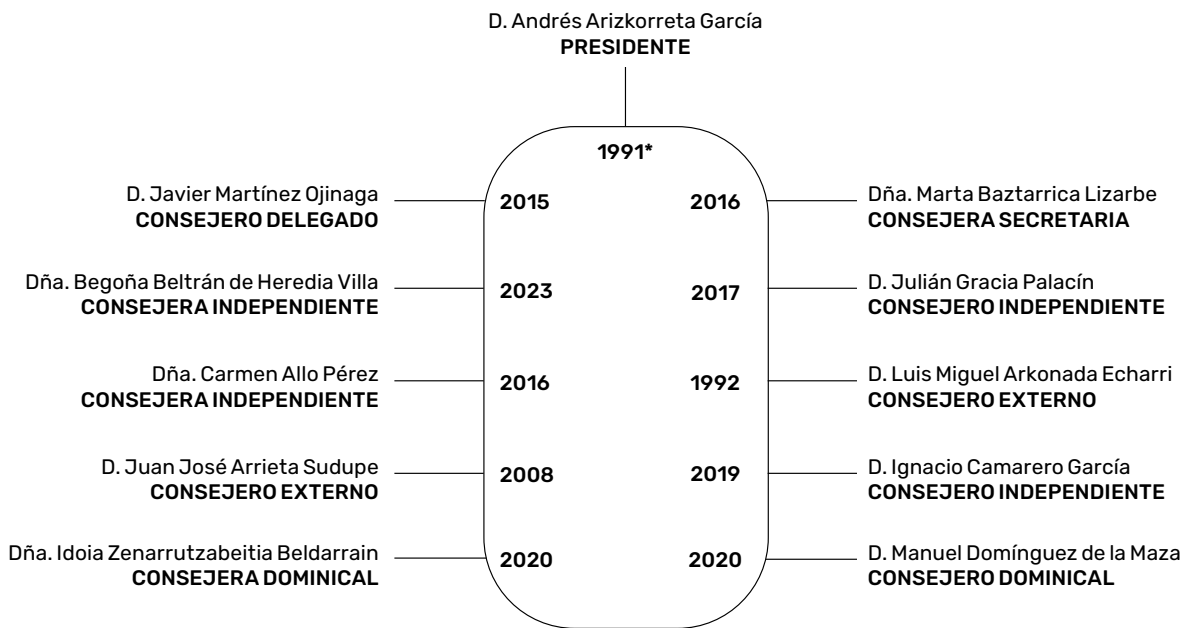 D. Andrés Arizkorreta García
PRESIDENTE
1991*
D. Javier Martínez Ojinaga
CONSEJERO DELEGADO
2015
2016
Dña. Marta Baztarrica Lizarbe
CONSEJERA SECRETARIA
Dña. Begoña Beltrán de Heredia Villa
CONSEJERA INDEPENDIENTE
2023
2017
D. Julián Gracia Palacín
CONSEJERO INDEPENDIENTE
Dña. Carmen Allo Pérez
CONSEJERA INDEPENDIENTE
2016
1992
D. Luis Miguel Arkonada Echarri
CONSEJERO EXTERNO
D. Juan José Arrieta Sudupe
CONSEJERO EXTERNO
2008
2019
D. Ignacio Camarero García
CONSEJERO INDEPENDIENTE
Dña. Idoia Zenarrutzabeitia Beldarrain
CONSEJERA DOMINICAL
2020
2020
D. Manuel Domínguez de la Maza
CONSEJERO DOMINICAL